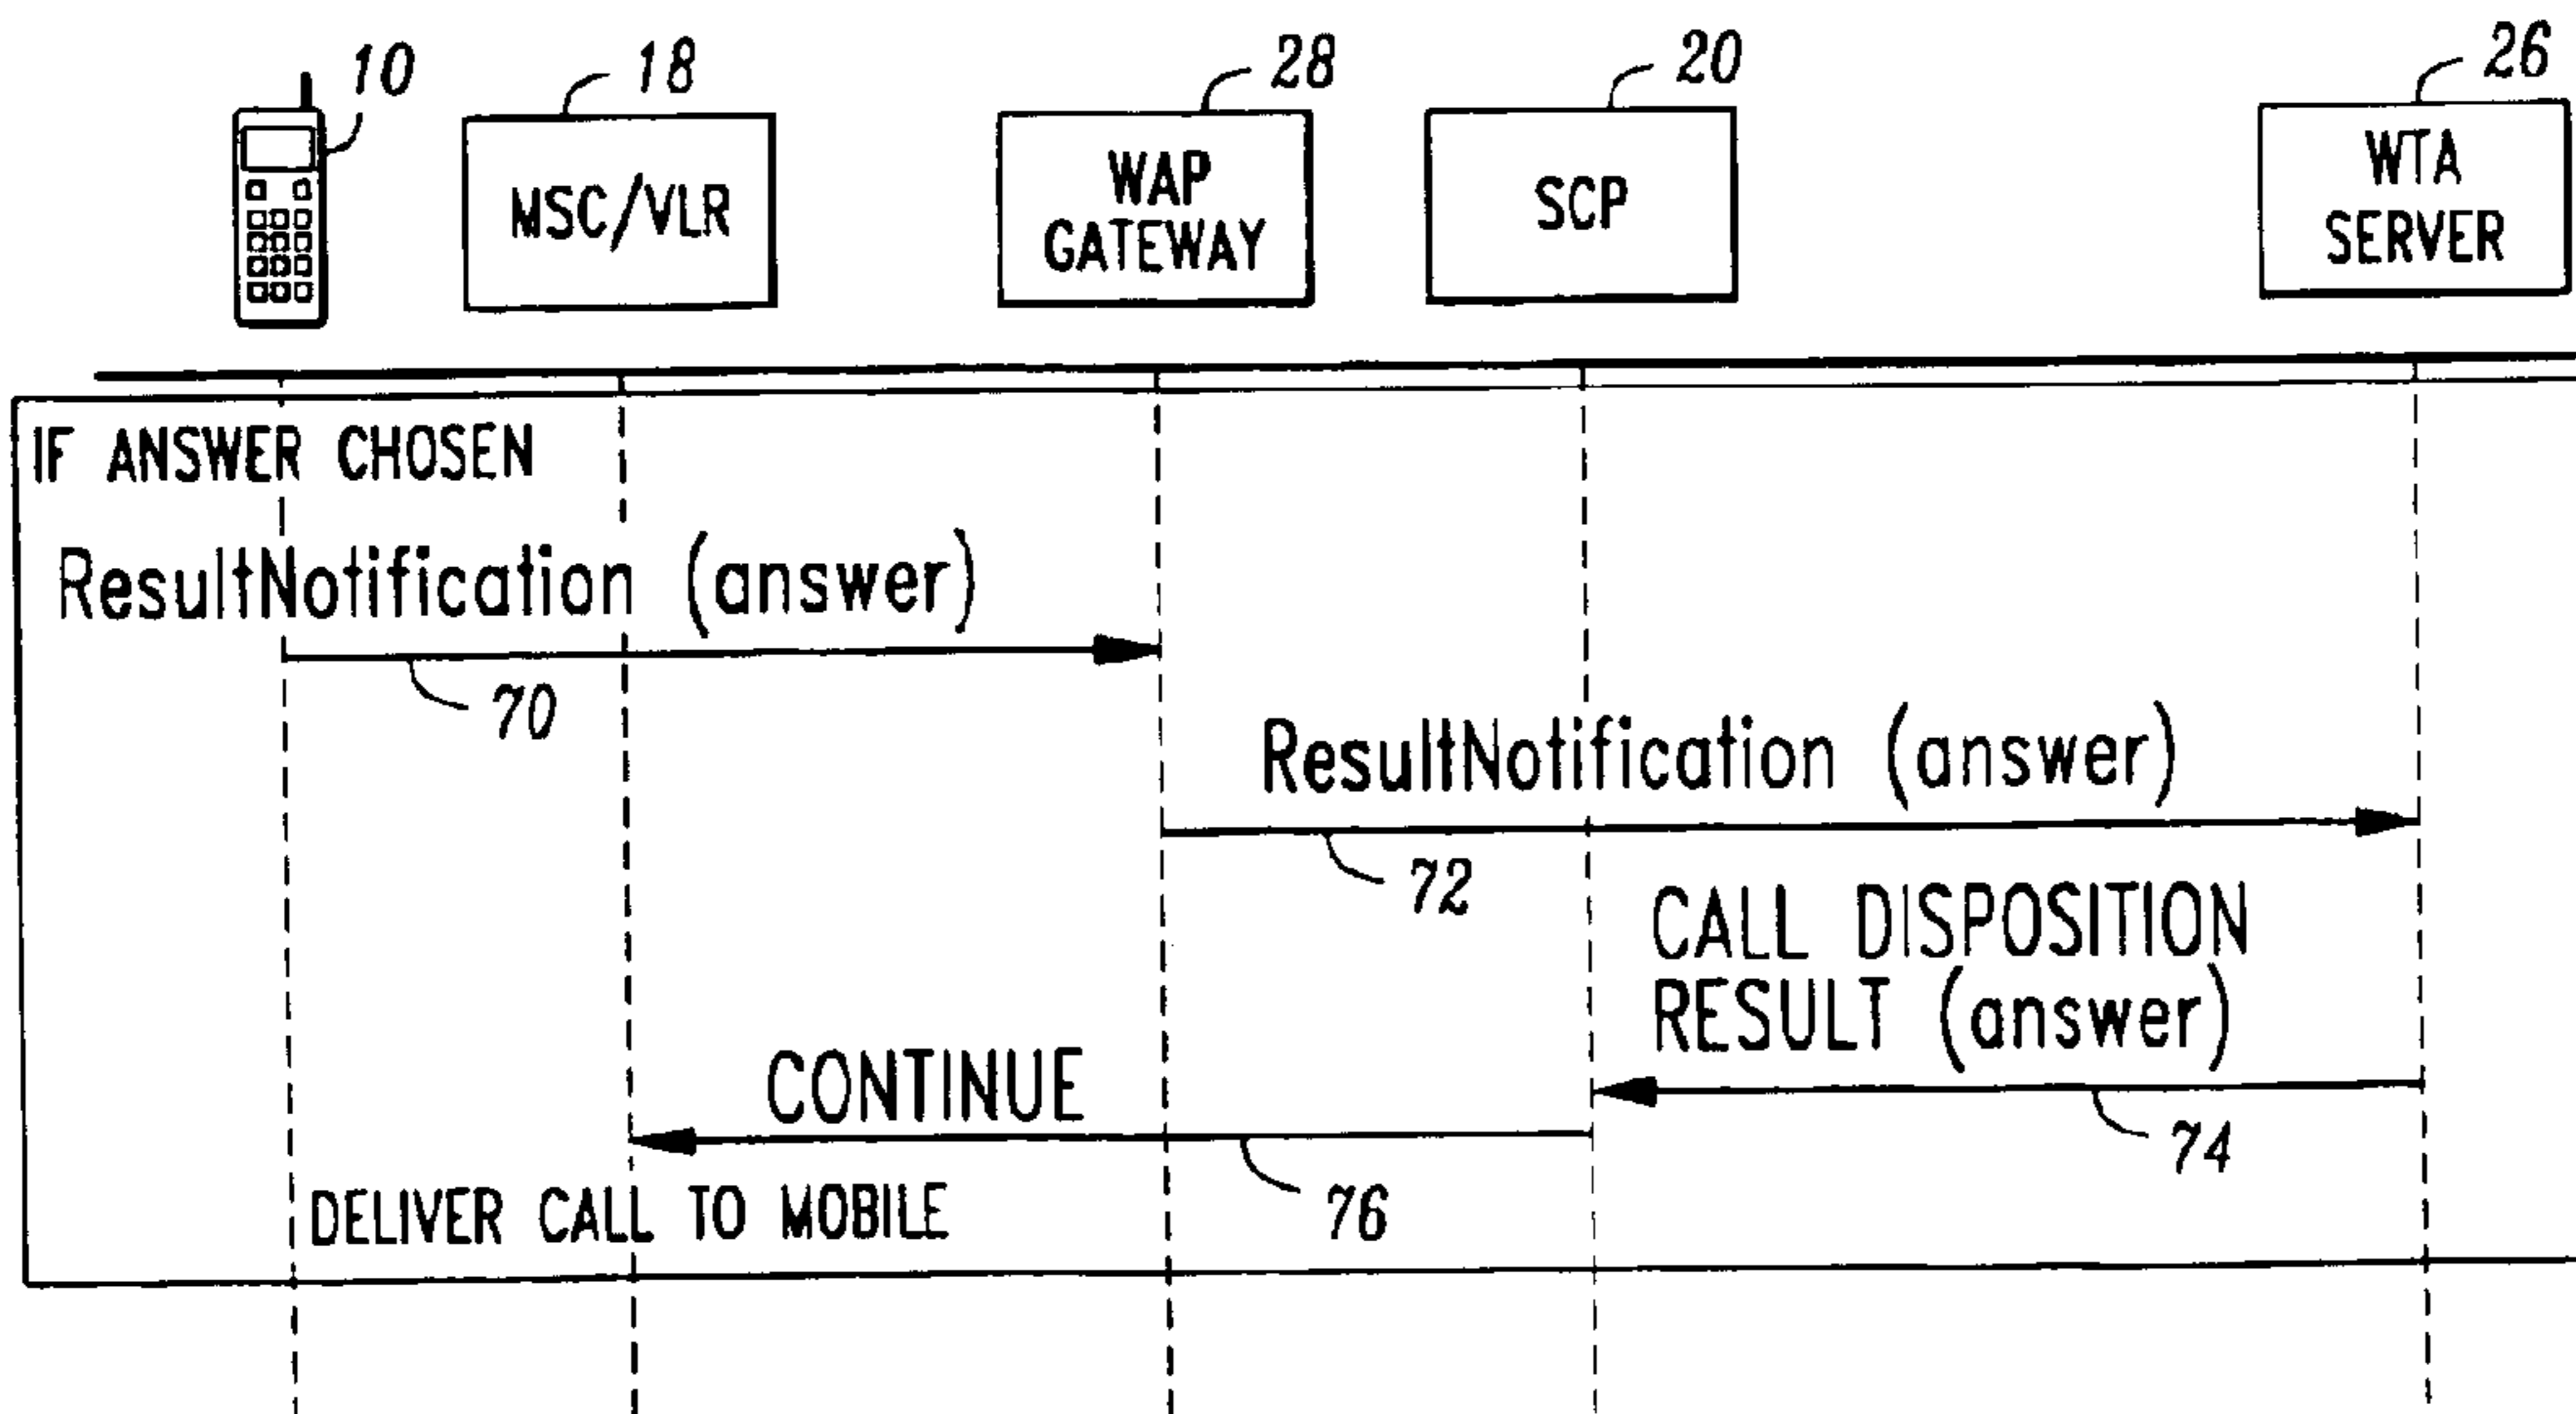 10
18
28
20
26
MSC/VLR
WAP
GATEWAY
SCP
WTA
SERVER
IF ANSWER CHOSEN
ResultNotification (answer)
70
ResultNotification (answer)
72
CALL DISPOSITION
RESULT (answer)
74
CONTINUE
76
DELIVER CALL TO MOBILE